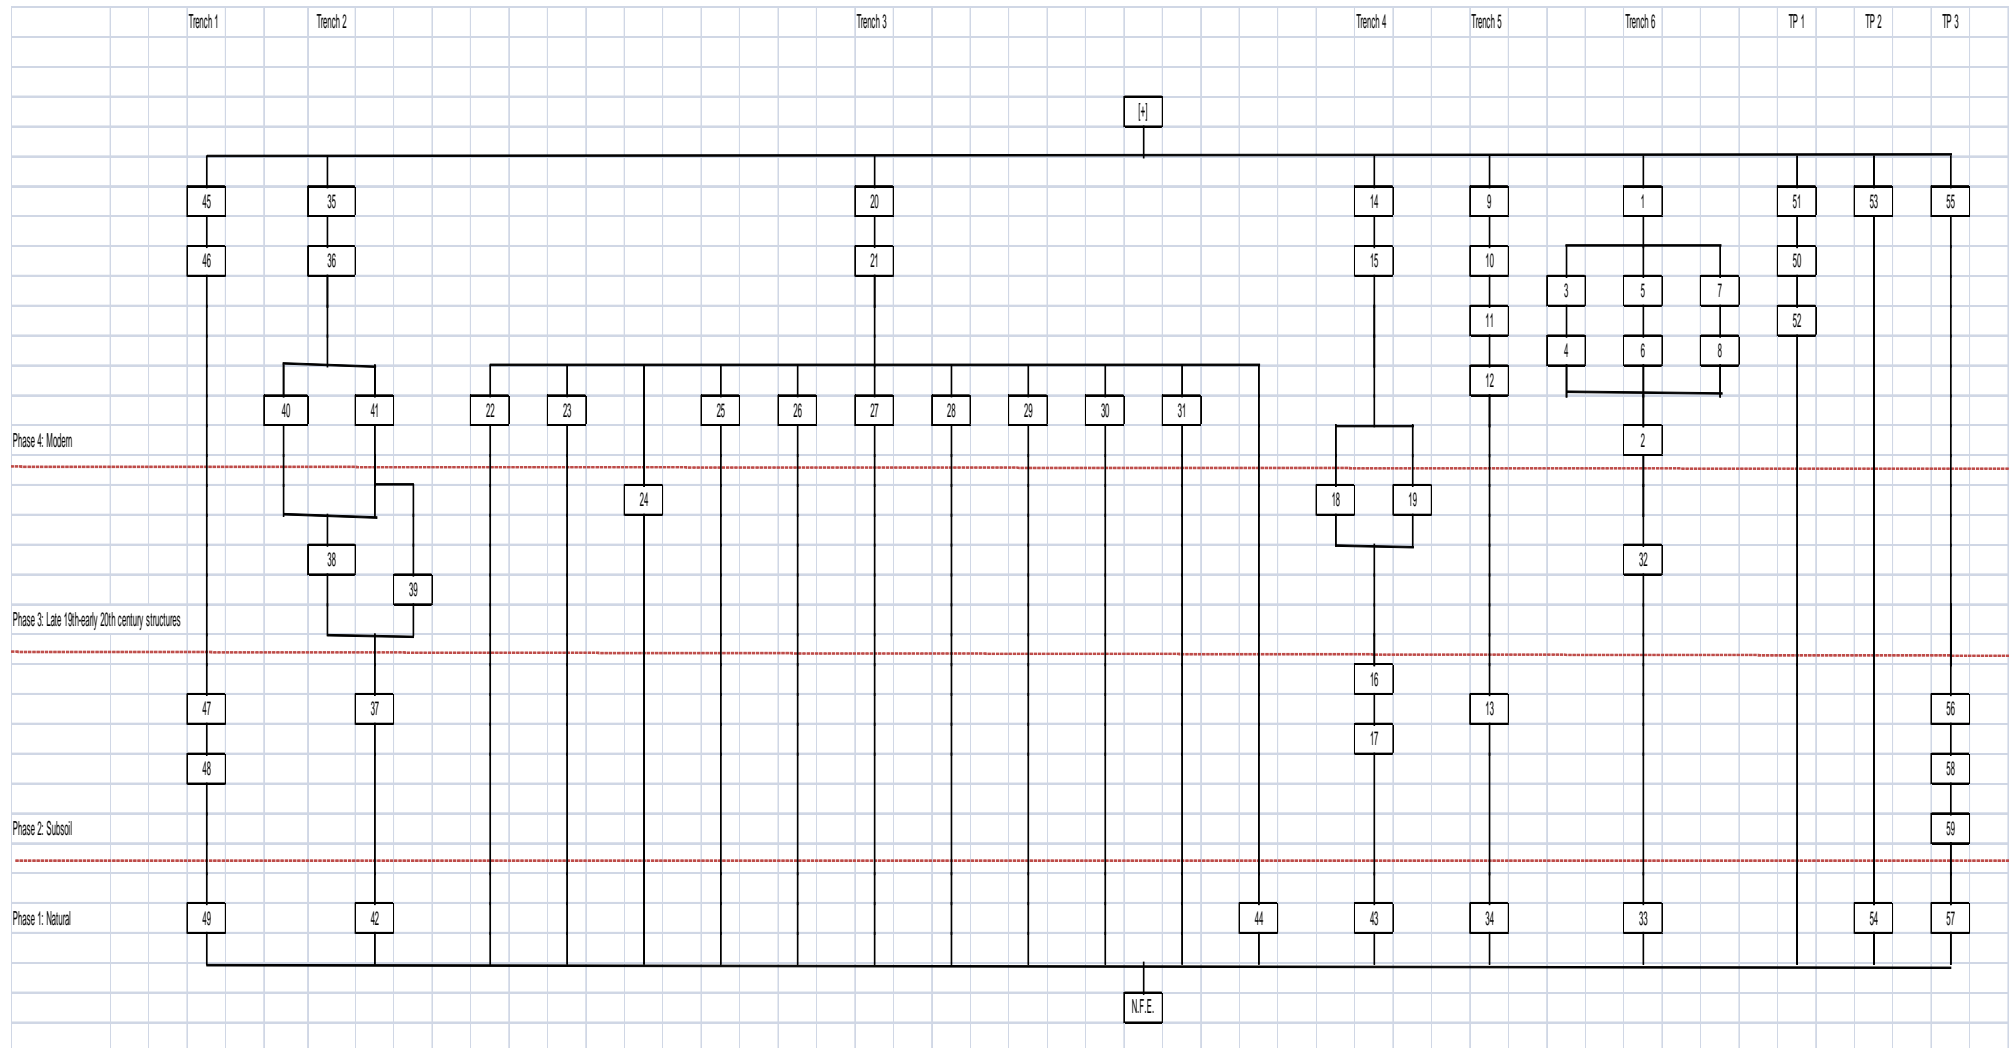 Trench 1 Trench 2 Trench 3 Trench 4 Trench 5 Trench 6 TP 1 TP 2 TP 3
[+]
45 35 20 14 9 1 51 53 55
46 36 21 15 10 50
3 5 7
11 52
4 6 8
12
40 41 22 23 25 26 27 28 29 30 31
Phase 4: Modern 2
24 18 19
38 32
39
Phase 3: Late 19th-early 20th century structures
16
47 37 13 56
17
48 58
Phase 2: Subsoil 59
Phase 1: Natural 49 42 44 43 34 33 54 57
N.F.E.